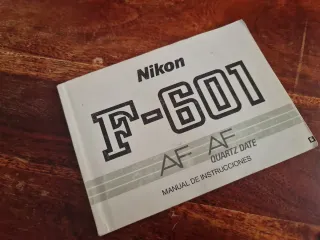 Nikon
F-601
AF AF
QUARTZ DATE
MANUAL DE INSTRUCCIONES